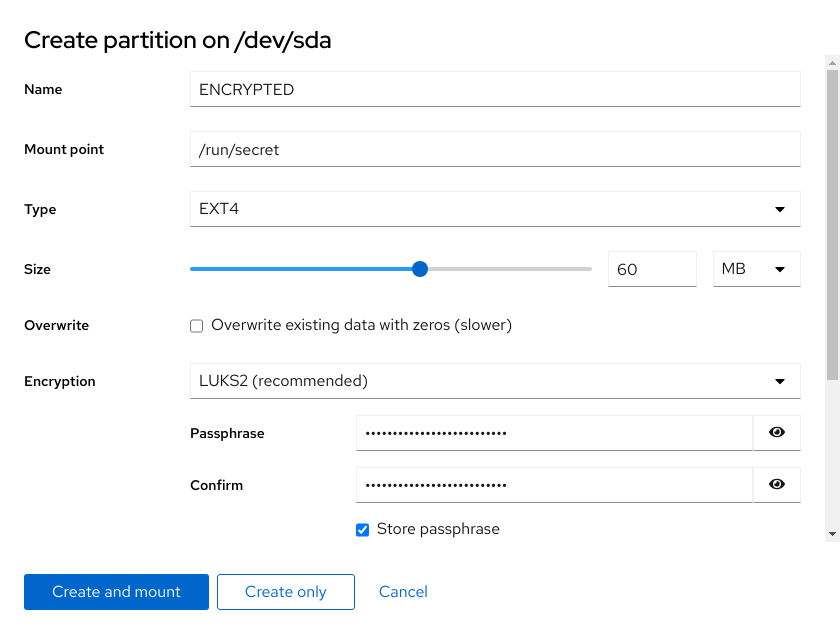 Create partition on /dev/sda
Name ENCRYPTED
Mount point /run/secret
Type EXT4
Size 60 MB
Overwrite Overwrite existing data with zeros (slower)
Encryption LUKS2 (recommended)
Passphrase ••••••••••••••••••••••••••
Confirm ••••••••••••••••••••••••••
Store passphrase
Create and mount Create only Cancel